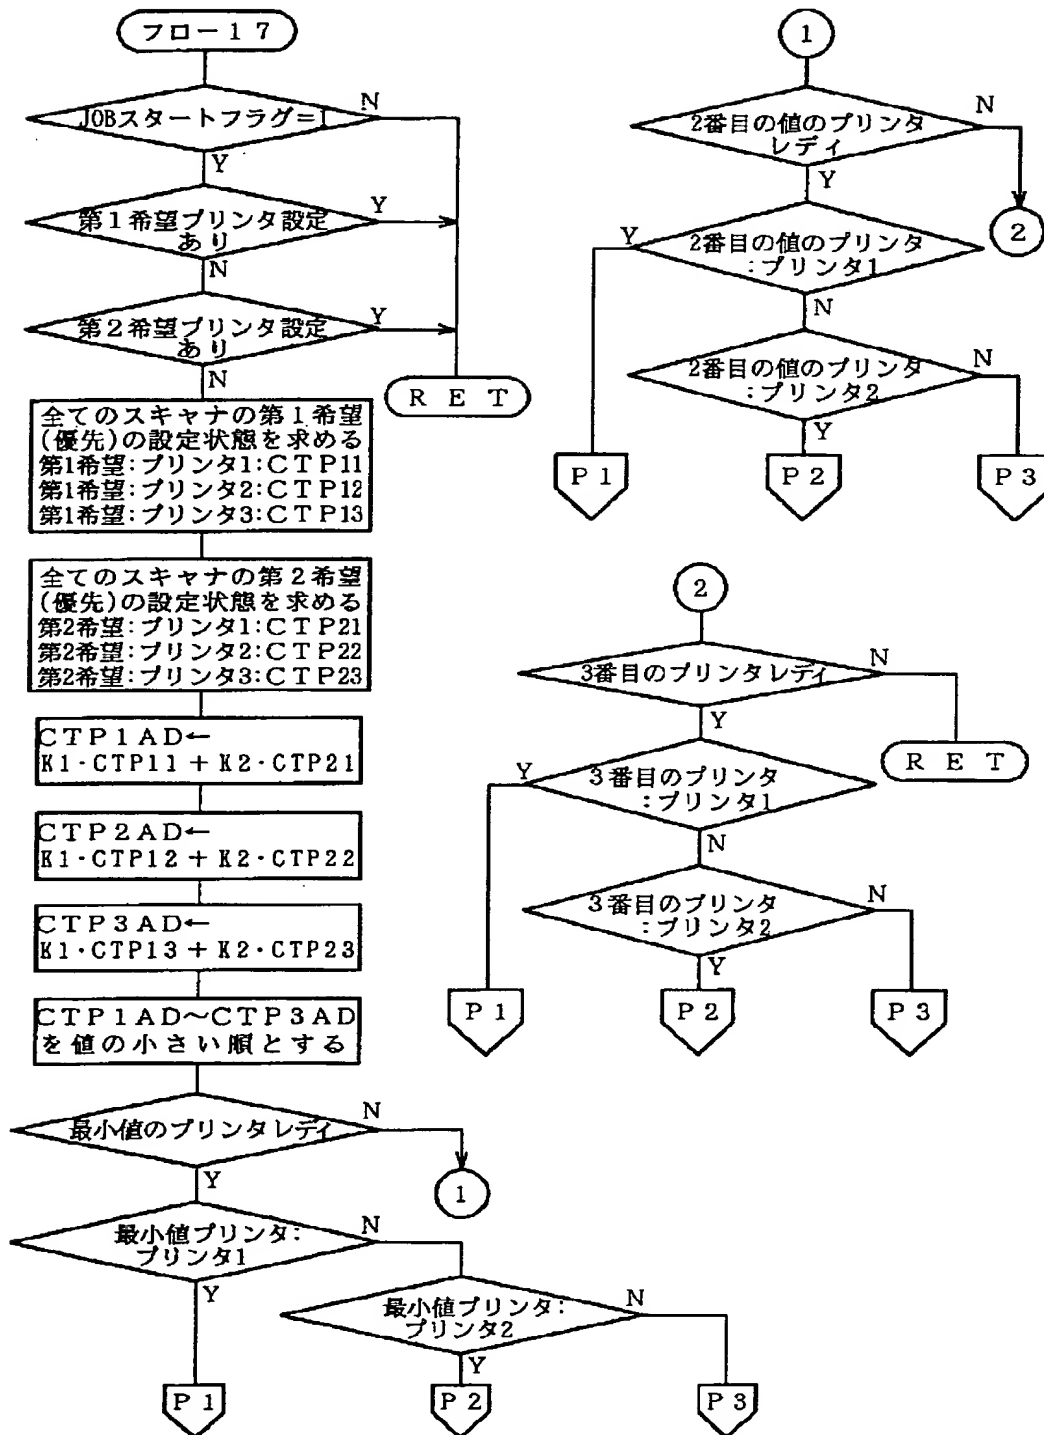 フロー１７
JOBスタートフラグ＝1
N
Y
第１希望プリンタ設定
あり
Y
N
第２希望プリンタ設定
あり
Y
N
ＲＥＴ
全てのスキャナの第１希望
(優先)の設定状態を求める
第1希望:プリンタ1:ＣＴＰ11
第1希望:プリンタ2:ＣＴＰ12
第1希望:プリンタ3:ＣＴＰ13
全てのスキャナの第２希望
(優先)の設定状態を求める
第2希望:プリンタ1:ＣＴＰ21
第2希望:プリンタ2:ＣＴＰ22
第2希望:プリンタ3:ＣＴＰ23
ＣＴＰ１ＡＤ←
K1・CTP11＋K2・CTP21
ＣＴＰ２ＡＤ←
K1・CTP12＋K2・CTP22
ＣＴＰ３ＡＤ←
K1・CTP13＋K2・CTP23
ＣＴＰ１ＡＤ～ＣＴＰ３ＡＤ
を値の小さい順とする
最小値のプリンタレディ
N
Y
1
最小値プリンタ:
プリンタ1
N
Y
最小値プリンタ:
プリンタ2
N
Y
P1
P2
P3
1
2番目の値のプリンタ
レディ
N
Y
2
2番目の値のプリンタ
:プリンタ1
Y
N
2番目の値のプリンタ
:プリンタ2
N
Y
P1
P2
P3
2
3番目のプリンタレディ
N
Y
ＲＥＴ
3番目のプリンタ
:プリンタ1
Y
N
3番目のプリンタ
:プリンタ2
N
Y
P1
P2
P3